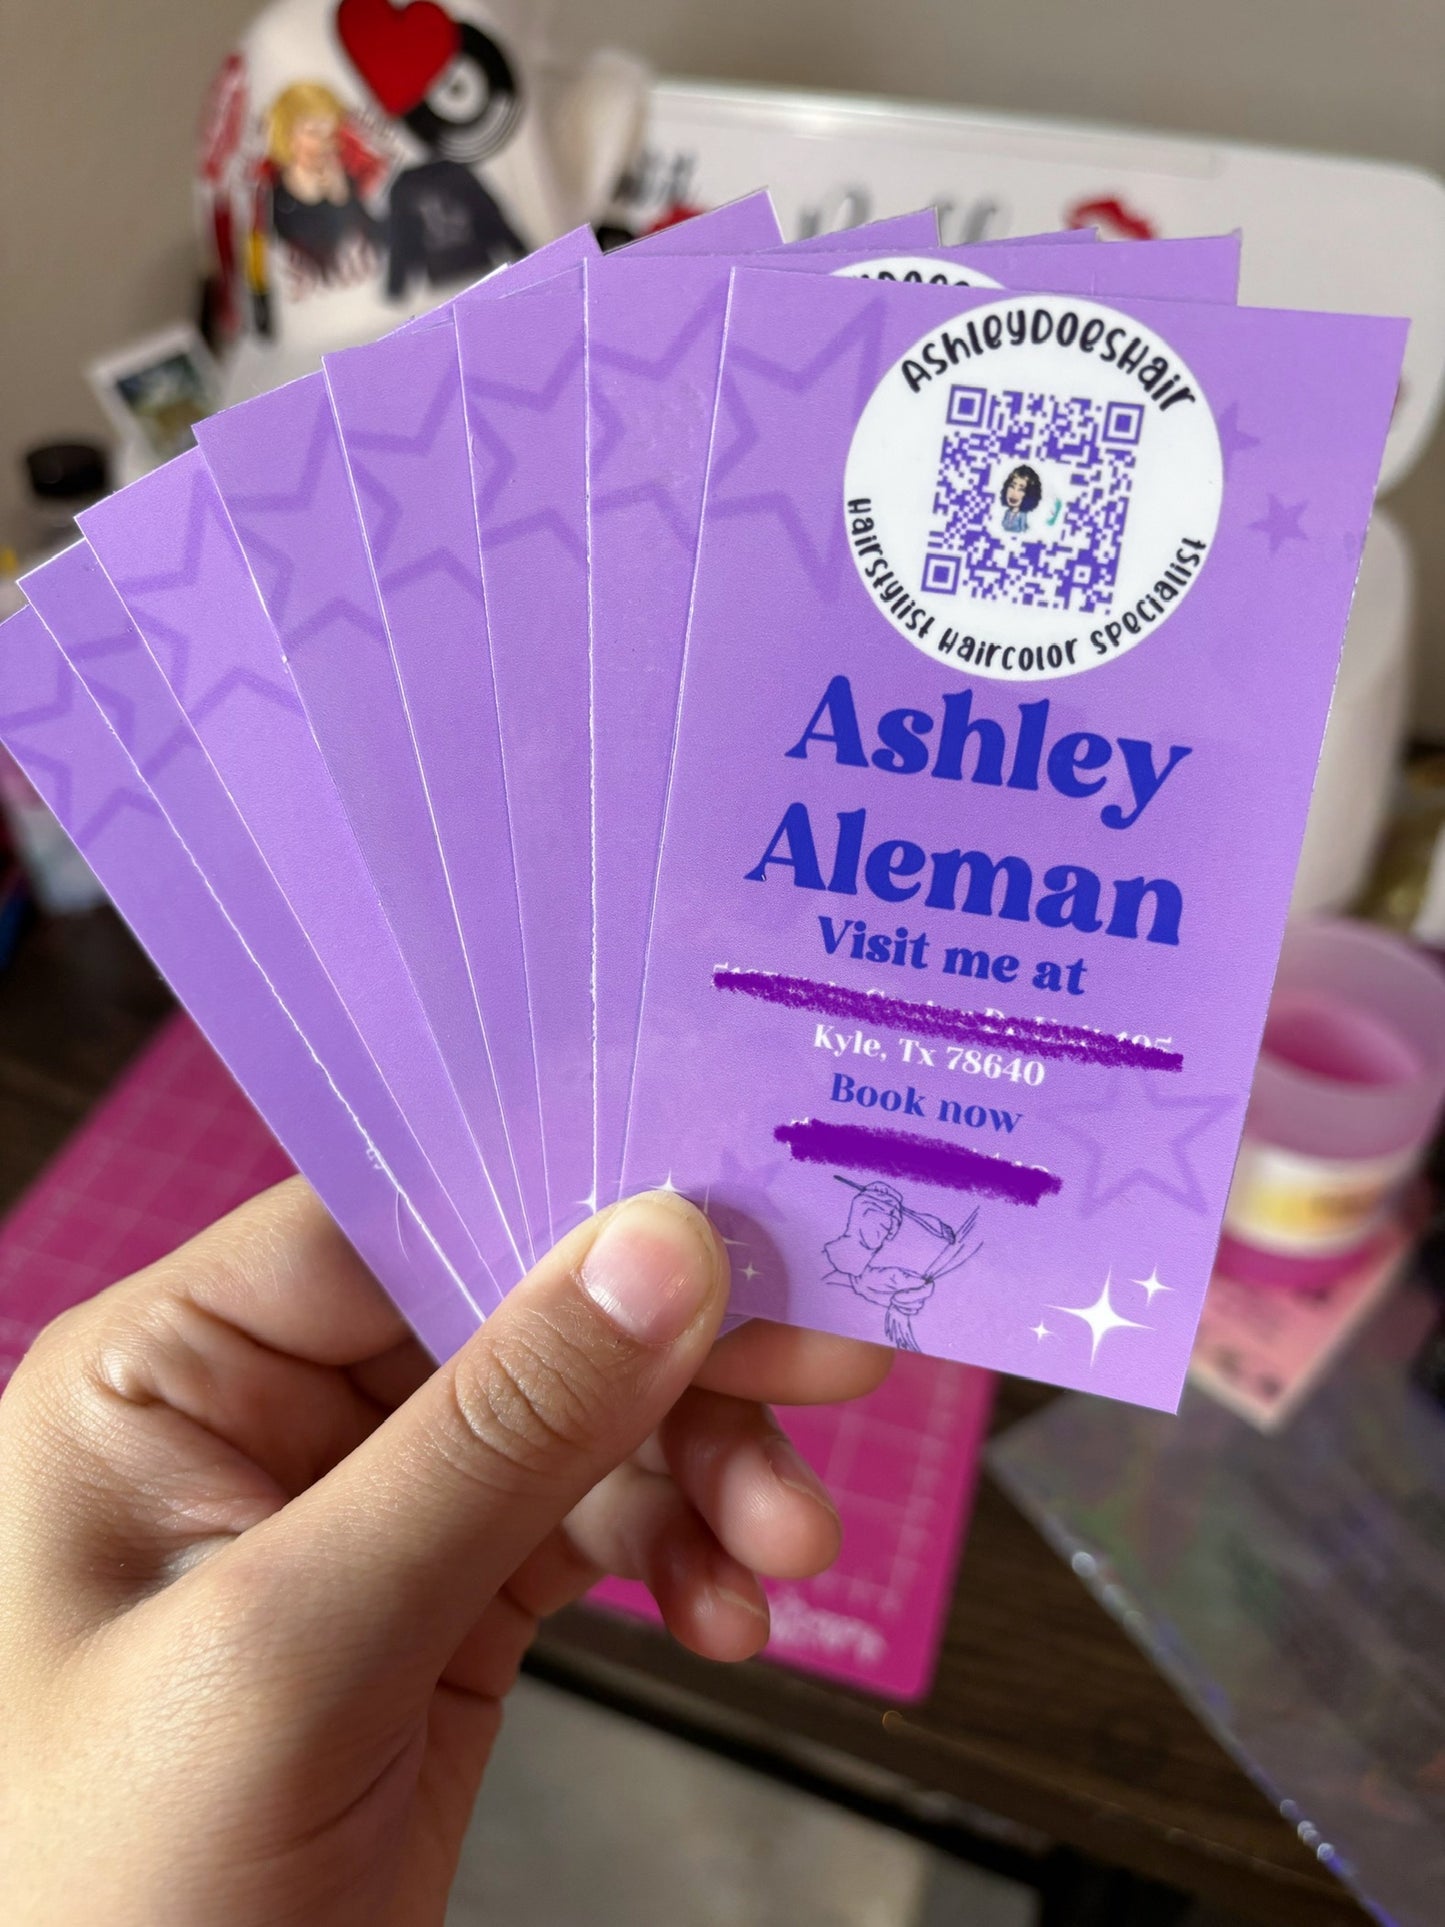 AshleyDoesHair
Hairstylist Haircolor Specialist
Ashley
Aleman
Visit me at
Kyle, Tx 78640
Book now